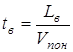 t_в = L_в / V_пон